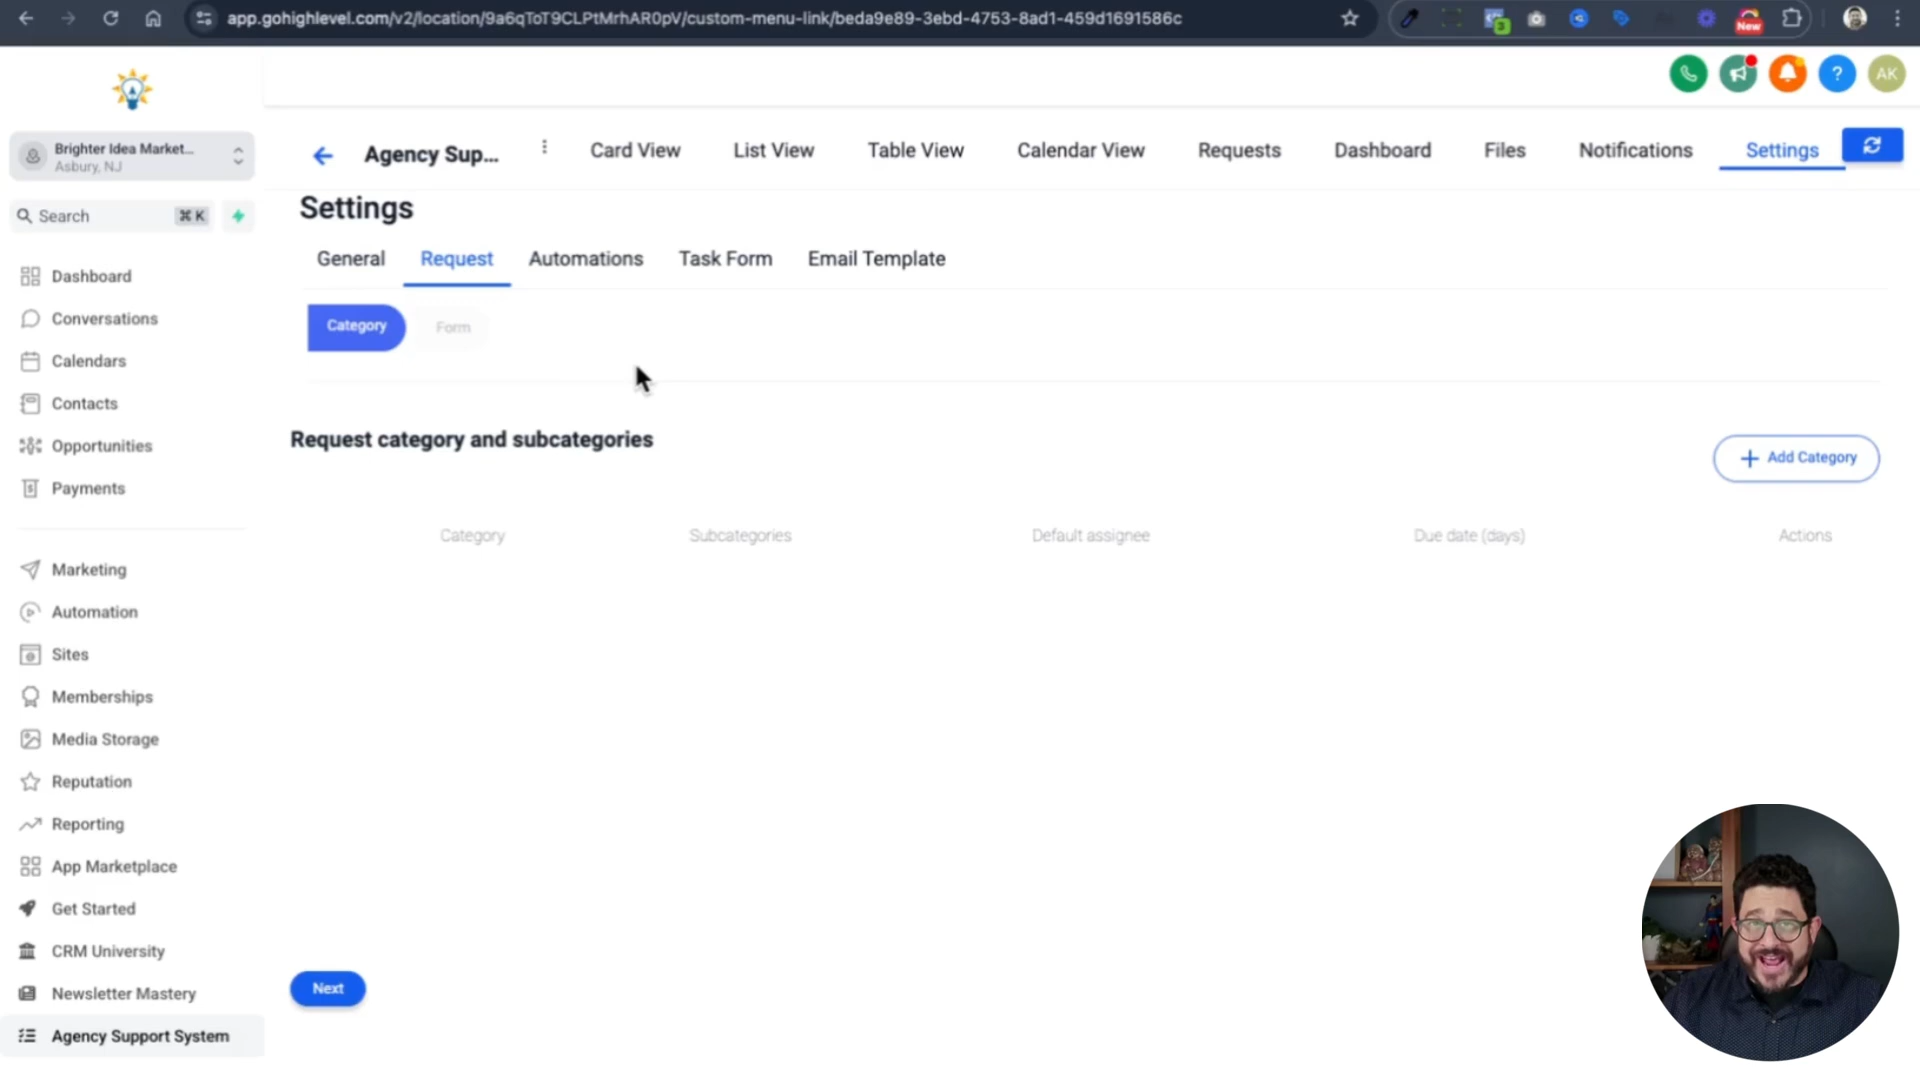 app.gohighlevel.com/v2/location/9a6qToT9CLPtMrhAR0pV/custom-menu-link/beda9e89-3ebd-4753-8ad1-459d1691586c
3
New
AK
Brighter Idea Market...
Asbury, NJ
Search ⌘ K
Agency Sup... Card View List View Table View Calendar View Requests Dashboard Files Notifications Settings
Settings
General Request Automations Task Form Email Template
Category Form
Request category and subcategories
+ Add Category
Category Subcategories Default assignee Due date (days) Actions
Next
Dashboard
Conversations
Calendars
Contacts
Opportunities
Payments
Marketing
Automation
Sites
Memberships
Media Storage
Reputation
Reporting
App Marketplace
Get Started
CRM University
Newsletter Mastery
Agency Support System